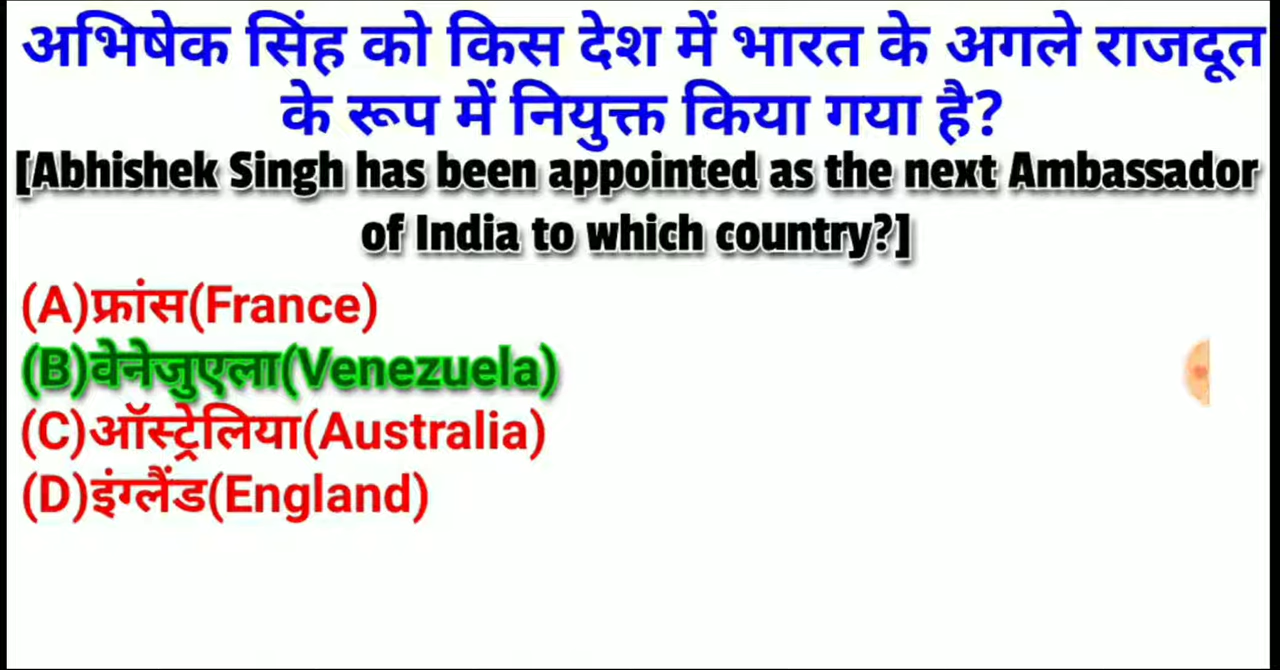 अभिषेक सिंह को किस देश में भारत के अगले राजदूत
के रूप में नियुक्त किया गया है?
[Abhishek Singh has been appointed as the next Ambassador
of India to which country?]
(A)फ्रांस(France)
(B)वेनेजुएला(Venezuela)
(C)ऑस्ट्रेलिया(Australia)
(D)इंग्लैंड(England)